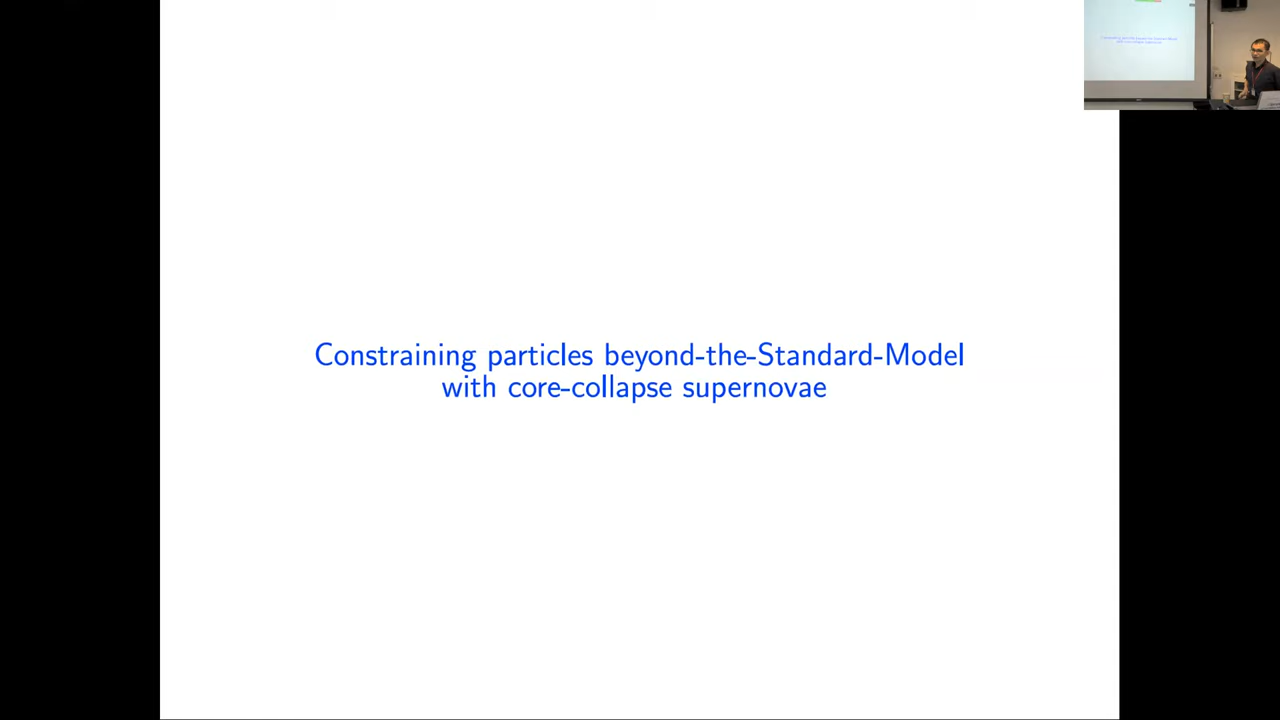 Constraining particles beyond-the-Standard-Model
with core-collapse supernovae